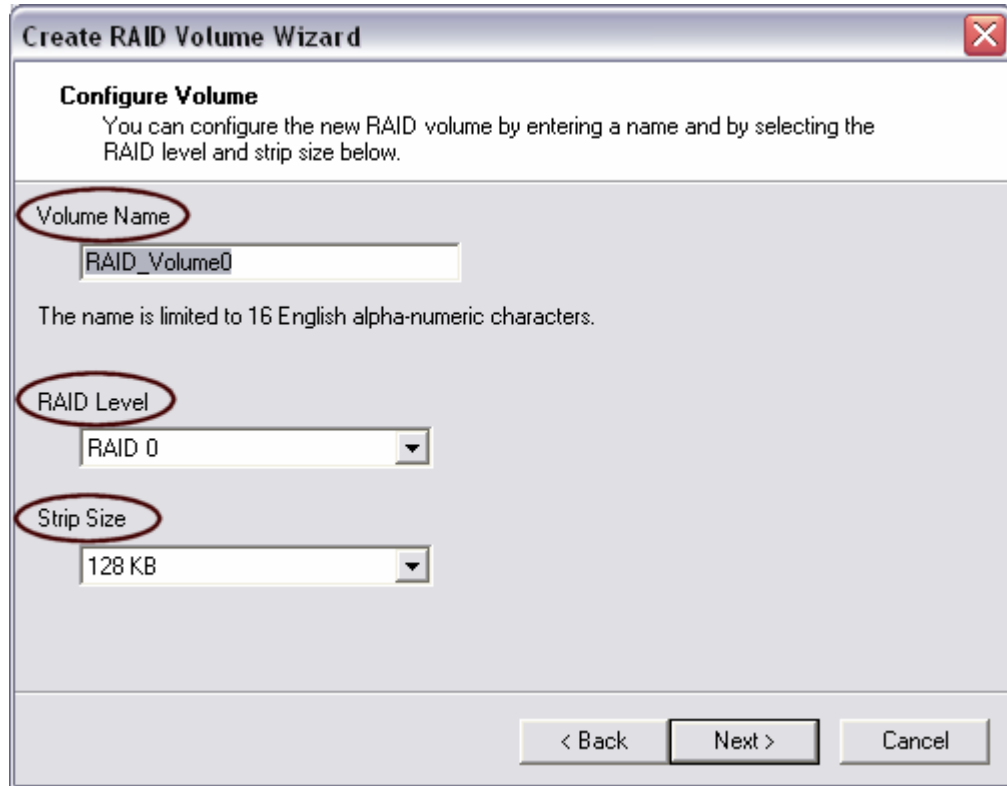 Create RAID Volume Wizard
Configure Volume
You can configure the new RAID volume by entering a name and by selecting the
RAID level and strip size below.
Volume Name
RAID_Volume0
The name is limited to 16 English alpha-numeric characters.
RAID Level
RAID 0
Strip Size
128 KB
< Back Next > Cancel